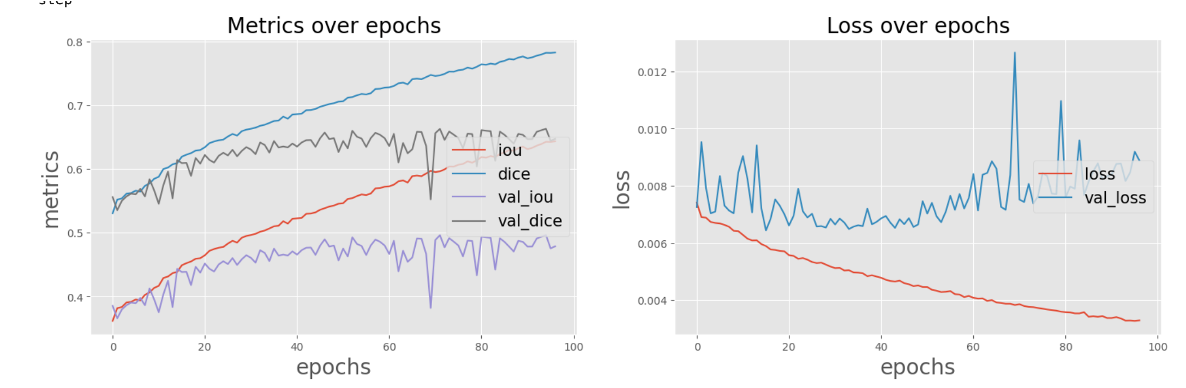 Metrics over epochs
0.8
0.7
0.6
0.5
0.4
metrics
0
20
40
60
80
100
epochs
iou
dice
val_iou
val_dice
Loss over epochs
0.012
0.010
0.008
0.006
0.004
loss
0
20
40
60
80
100
epochs
loss
val_loss